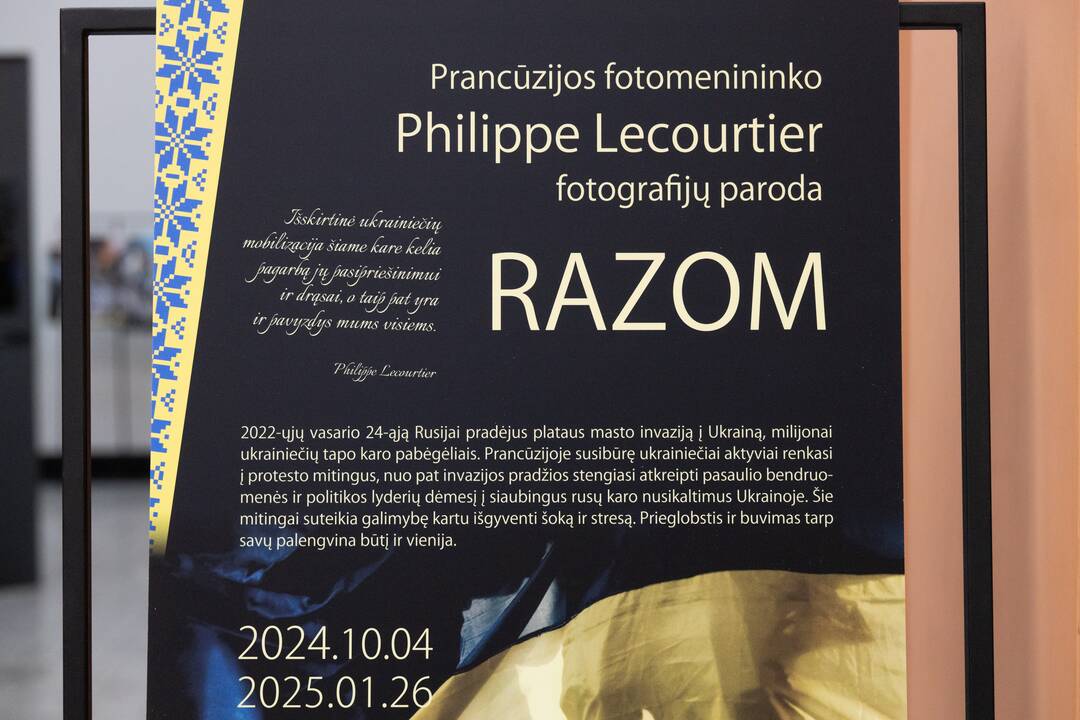 Prancūzijos fotomenininko
Philippe Lecourtier
fotografijų paroda
RAZOM
Išskirtinė ukrainiečių
mobilizacija šiame kare kelia
pagarbą jų pasipriešinimui
ir drąsai, o taip pat yra
ir pavyzdys mums visiems.
Philippe Lecourtier
2022-ųjų vasario 24-ąją Rusijai pradėjus plataus masto invaziją į Ukrainą, milijonai
ukrainiečių tapo karo pabėgėliais. Prancūzijoje susibūrę ukrainiečiai aktyviai renkasi
į protesto mitingus, nuo pat invazijos pradžios stengiasi atkreipti pasaulio bendruo-
menės ir politikos lyderių dėmesį į siaubingus rusų karo nusikaltimus Ukrainoje. Šie
mitingai suteikia galimybę kartu išgyventi šoką ir stresą. Prieglobstis ir buvimas tarp
savų palengvina būtį ir vienija.
2024.10.04
2025.01.26